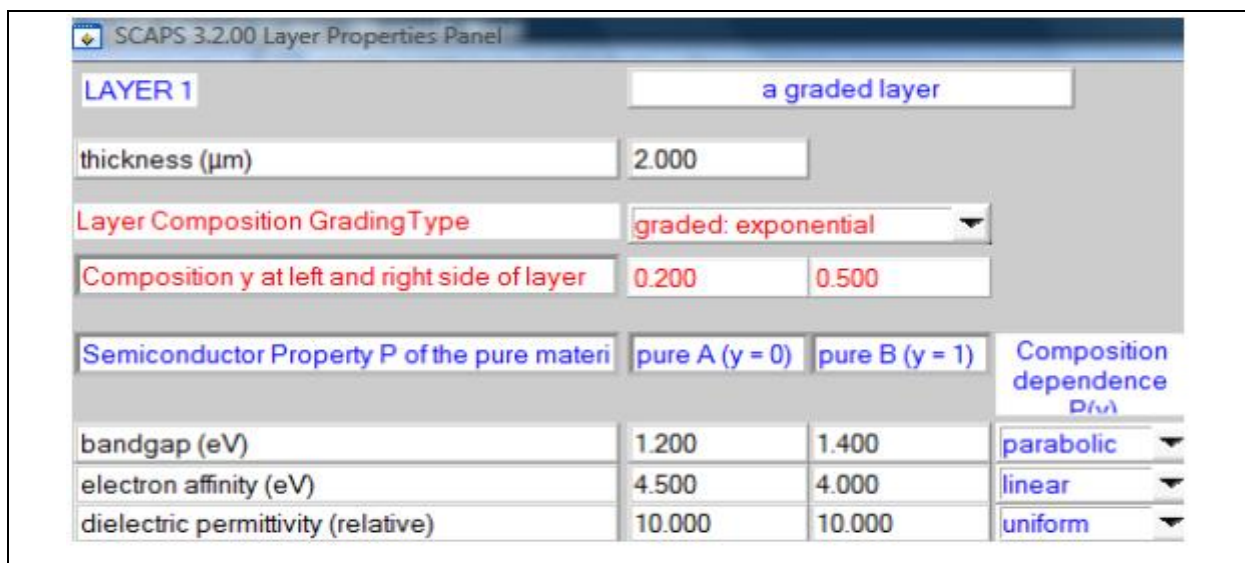 SCAPS 3.2.00 Layer Properties Panel
LAYER 1 a graded layer
thickness (µm) 2.000
Layer Composition GradingType graded: exponential
Composition y at left and right side of layer 0.200 0.500
Semiconductor Property P of the pure materi pure A (y = 0) pure B (y = 1) Composition
dependence
P(y)
bandgap (eV) 1.200 1.400 parabolic
electron affinity (eV) 4.500 4.000 linear
dielectric permittivity (relative) 10.000 10.000 uniform